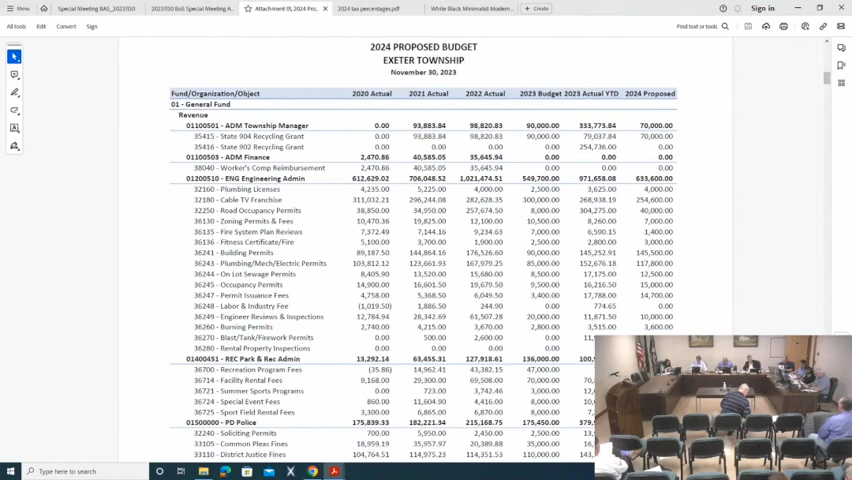 Menu
Special Meeting BAS_20231130
20231130 BoS Special Meeting A...
Attachment 01, 2024 Pro...
2024 tax percentages.pdf
White Black Minimalist Modern...
Create
Sign in
All tools Edit Convert Sign
Find text or tools
2024 PROPOSED BUDGET
EXETER TOWNSHIP
November 30, 2023
Fund/Organization/Object 2020 Actual 2021 Actual 2022 Actual 2023 Budget 2023 Actual YTD 2024 Proposed
01 - General Fund
Revenue
01100501 - ADM Township Manager 0.00 93,883.84 98,820.83 90,000.00 333,773.84 70,000.00
35415 - State 904 Recycling Grant 0.00 93,883.84 98,820.83 90,000.00 79,037.84 70,000.00
35416 - State 902 Recycling Grant 0.00 0.00 0.00 0.00 254,736.00 0.00
01100503 - ADM Finance 2,470.86 40,585.05 35,645.94 0.00 0.00 0.00
38040 - Worker's Comp Reimbursement 2,470.86 40,585.05 35,645.94 0.00 0.00 0.00
01200510 - ENG Engineering Admin 612,629.02 706,048.52 1,021,474.51 549,700.00 971,658.08 633,600.00
32160 - Plumbing Licenses 4,235.00 5,225.00 4,000.00 2,500.00 3,625.00 4,000.00
32180 - Cable TV Franchise 311,032.21 296,244.08 282,628.35 300,000.00 268,938.19 254,600.00
32250 - Road Occupancy Permits 38,850.00 34,950.00 257,674.50 8,000.00 304,275.00 40,000.00
36130 - Zoning Permits & Fees 10,470.36 19,825.00 12,100.00 10,500.00 8,260.00 7,000.00
36135 - Fire System Plan Reviews 7,372.49 7,144.16 9,234.63 7,000.00 6,590.15 1,400.00
36136 - Fitness Certificate/Fire 5,100.00 3,700.00 1,900.00 2,500.00 2,800.00 3,000.00
36241 - Building Permits 89,187.50 144,864.16 176,526.60 90,000.00 145,252.91 145,500.00
36243 - Plumbing/Mech/Electric Permits 103,812.12 123,661.93 167,979.25 85,000.00 152,676.18 117,800.00
36244 - On Lot Sewage Permits 8,405.90 13,520.00 15,680.00 8,500.00 17,175.00 12,500.00
36245 - Occupancy Permits 14,900.00 16,601.50 19,679.50 9,500.00 16,216.50 15,000.00
36247 - Permit Issuance Fees 4,758.00 5,368.50 6,049.50 3,400.00 17,788.00 14,700.00
36248 - Labor & Industry Fee (1,019.50) 1,886.50 244.90 0.00 774.65 0.00
36249 - Engineer Reviews & Inspections 12,784.94 28,342.69 61,507.28 20,000.00 11,871.50 10,000.00
36260 - Burning Permits 2,740.00 4,215.00 3,670.00 2,800.00 3,515.00 3,600.00
36270 - Blast/Tank/Firework Permits 0.00 500.00 2,600.00 0.00
36280 - Rental Property Inspections 0.00 0.00 0.00 0.00
01400451 - REC Park & Rec Admin 13,292.14 63,455.31 127,918.61 136,000.00
36700 - Recreation Program Fees (35.86) 14,962.41 43,382.15 47,000.00
36714 - Facility Rental Fees 9,168.00 29,300.00 69,508.00 70,000.00
36721 - Summer Sports Programs 0.00 723.00 3,742.46 3,000.00
36724 - Special Event Fees 860.00 11,604.90 4,416.00 8,000.00
36725 - Sport Field Rental Fees 3,300.00 6,865.00 6,870.00 8,000.00
01500000 - PD Police 175,839.33 182,221.34 215,168.75 175,450.00
32240 - Soliciting Permits 700.00 5,950.00 2,450.00 2,500.00
33105 - Common Pleas Fines 18,959.19 35,957.97 20,389.88 30,000.00
33110 - District Justice Fines 104,764.51 114,975.23 114,351.53 110,000.00
Type here to search